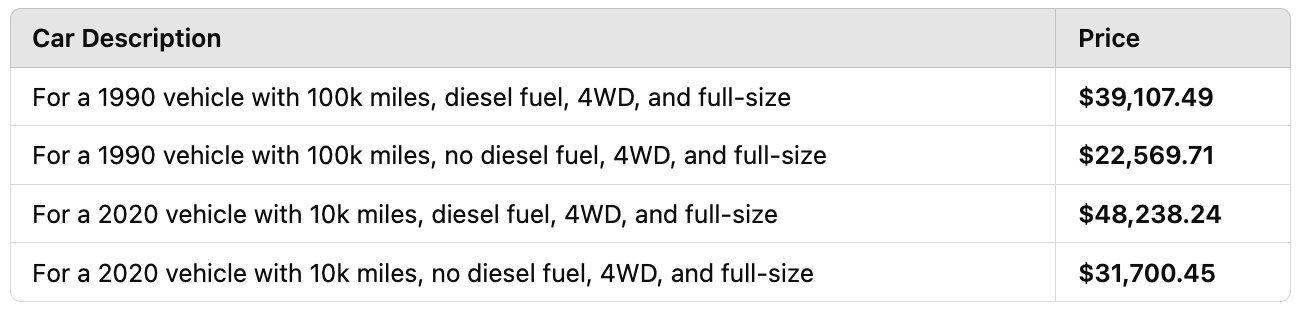 Car Description Price
For a 1990 vehicle with 100k miles, diesel fuel, 4WD, and full-size $39,107.49
For a 1990 vehicle with 100k miles, no diesel fuel, 4WD, and full-size $22,569.71
For a 2020 vehicle with 10k miles, diesel fuel, 4WD, and full-size $48,238.24
For a 2020 vehicle with 10k miles, no diesel fuel, 4WD, and full-size $31,700.45